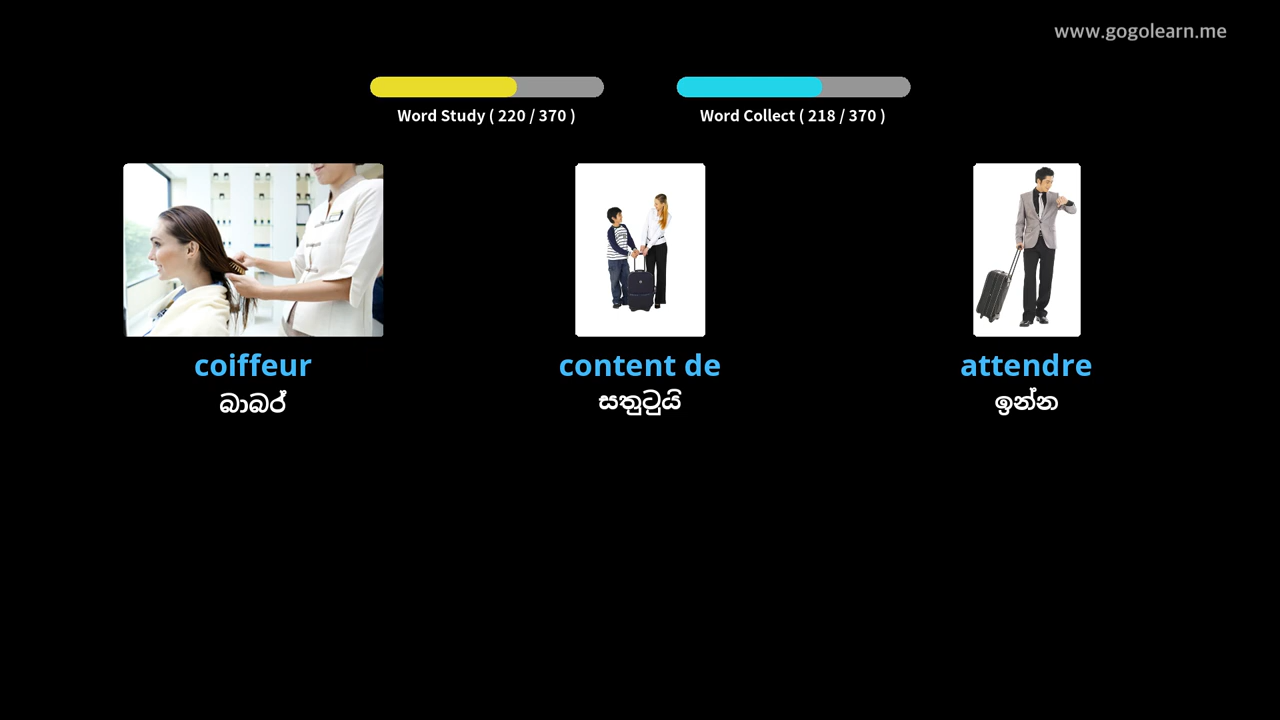 www.gogolearn.me
Word Study ( 220 / 370 )
Word Collect ( 218 / 370 )
coiffeur
බාබර්
content de
සතුටුයි
attendre
ඉන්න